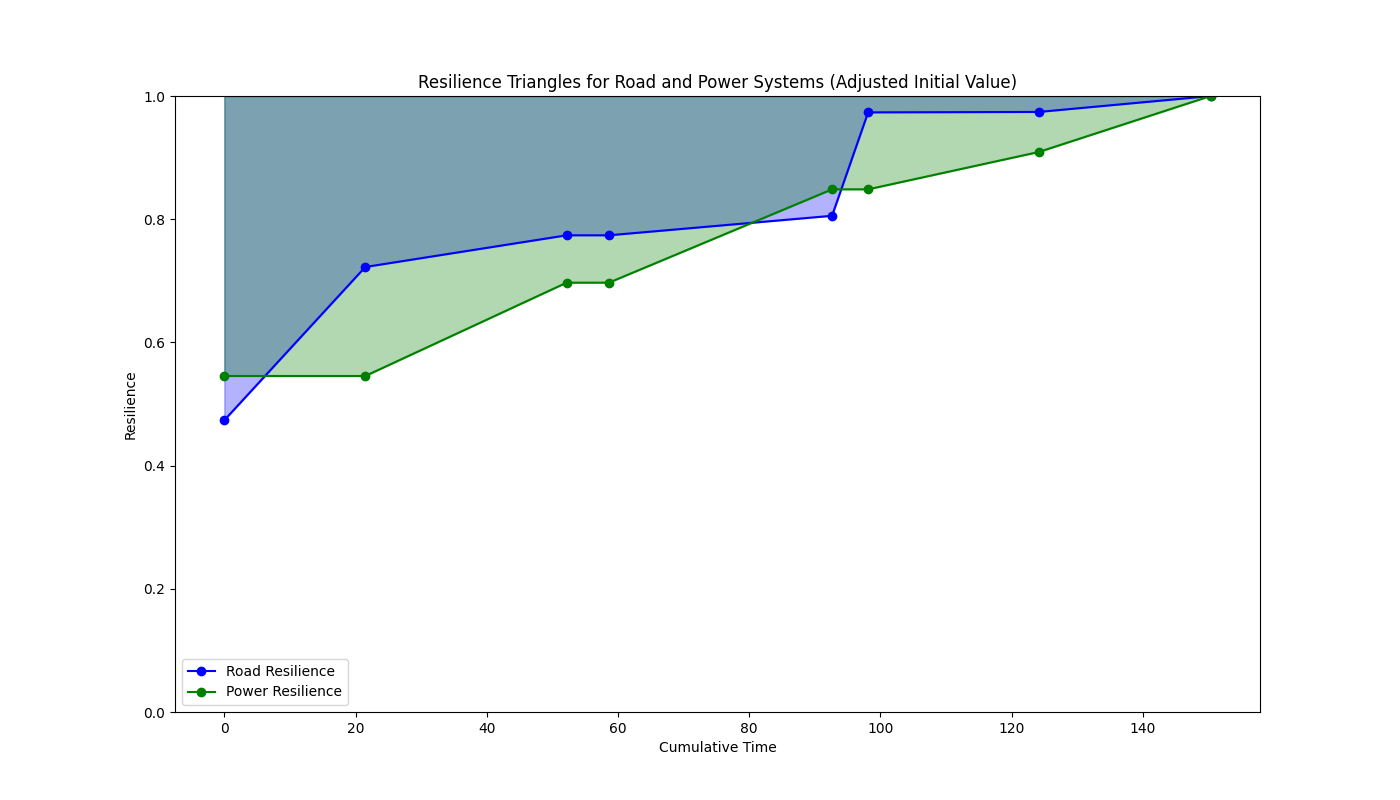 Resilience Triangles for Road and Power Systems (Adjusted Initial Value)
1.0
0.8
0.6
0.4
0.2
0.0
Resilience
Road Resilience
Power Resilience
0 20 40 60 80 100 120 140
Cumulative Time